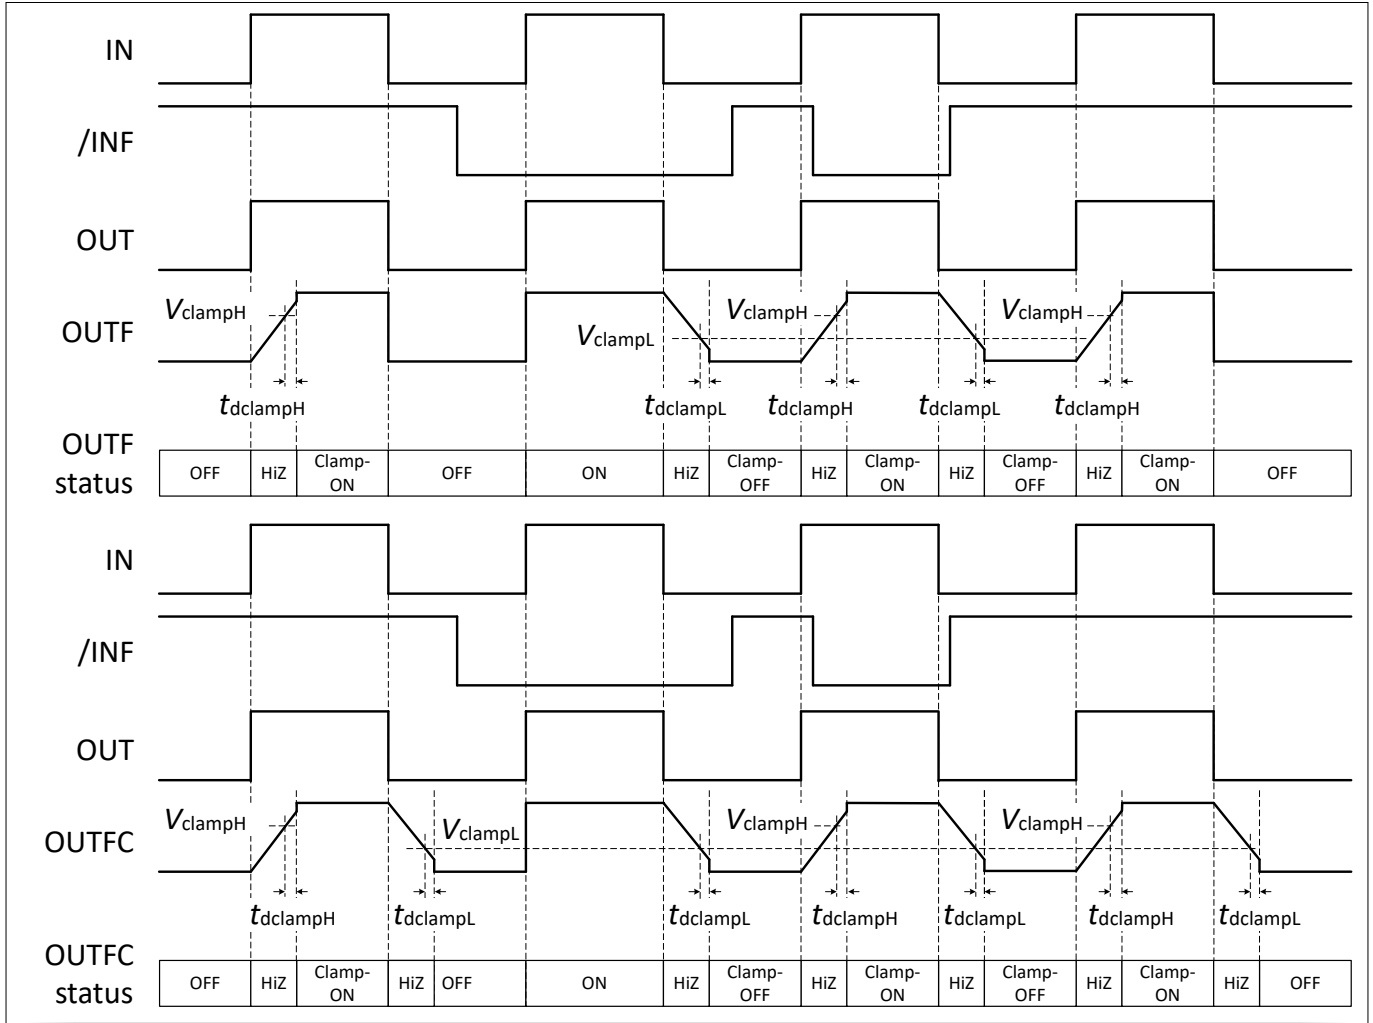 IN
/INF
OUT
VclampH VclampH VclampH
OUTF
VclampL
tdclampH tdclampL tdclampH tdclampL tdclampH
OUTF
status
OFF HiZ Clamp-ON OFF ON HiZ Clamp-OFF HiZ Clamp-ON HiZ Clamp-OFF HiZ Clamp-ON OFF
IN
/INF
OUT
VclampH VclampL VclampH VclampH
OUTFC
tdclampH tdclampL tdclampL tdclampH tdclampL tdclampH tdclampL
OUTFC
status
OFF HiZ Clamp-ON HiZ OFF ON HiZ Clamp-OFF HiZ Clamp-ON HiZ Clamp-OFF HiZ Clamp-ON HiZ OFF